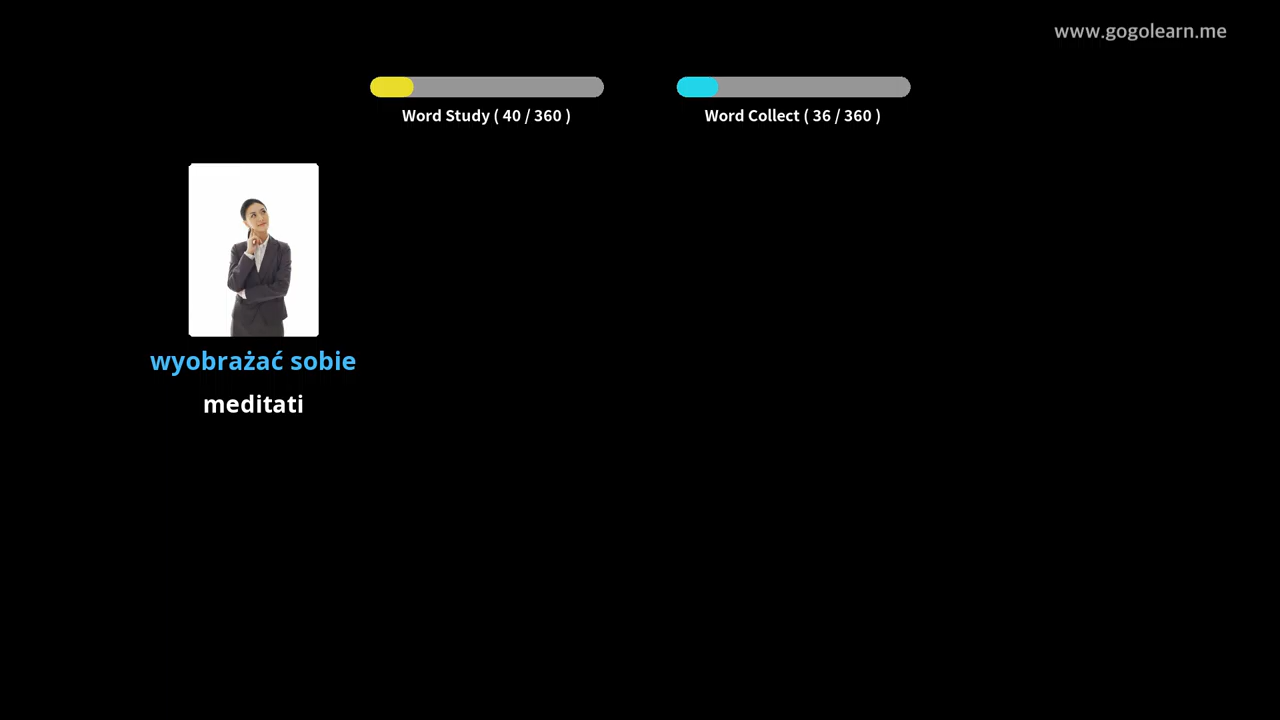 www.gogolearn.me
Word Study ( 40 / 360 )
Word Collect ( 36 / 360 )
wyobrażać sobie
meditati